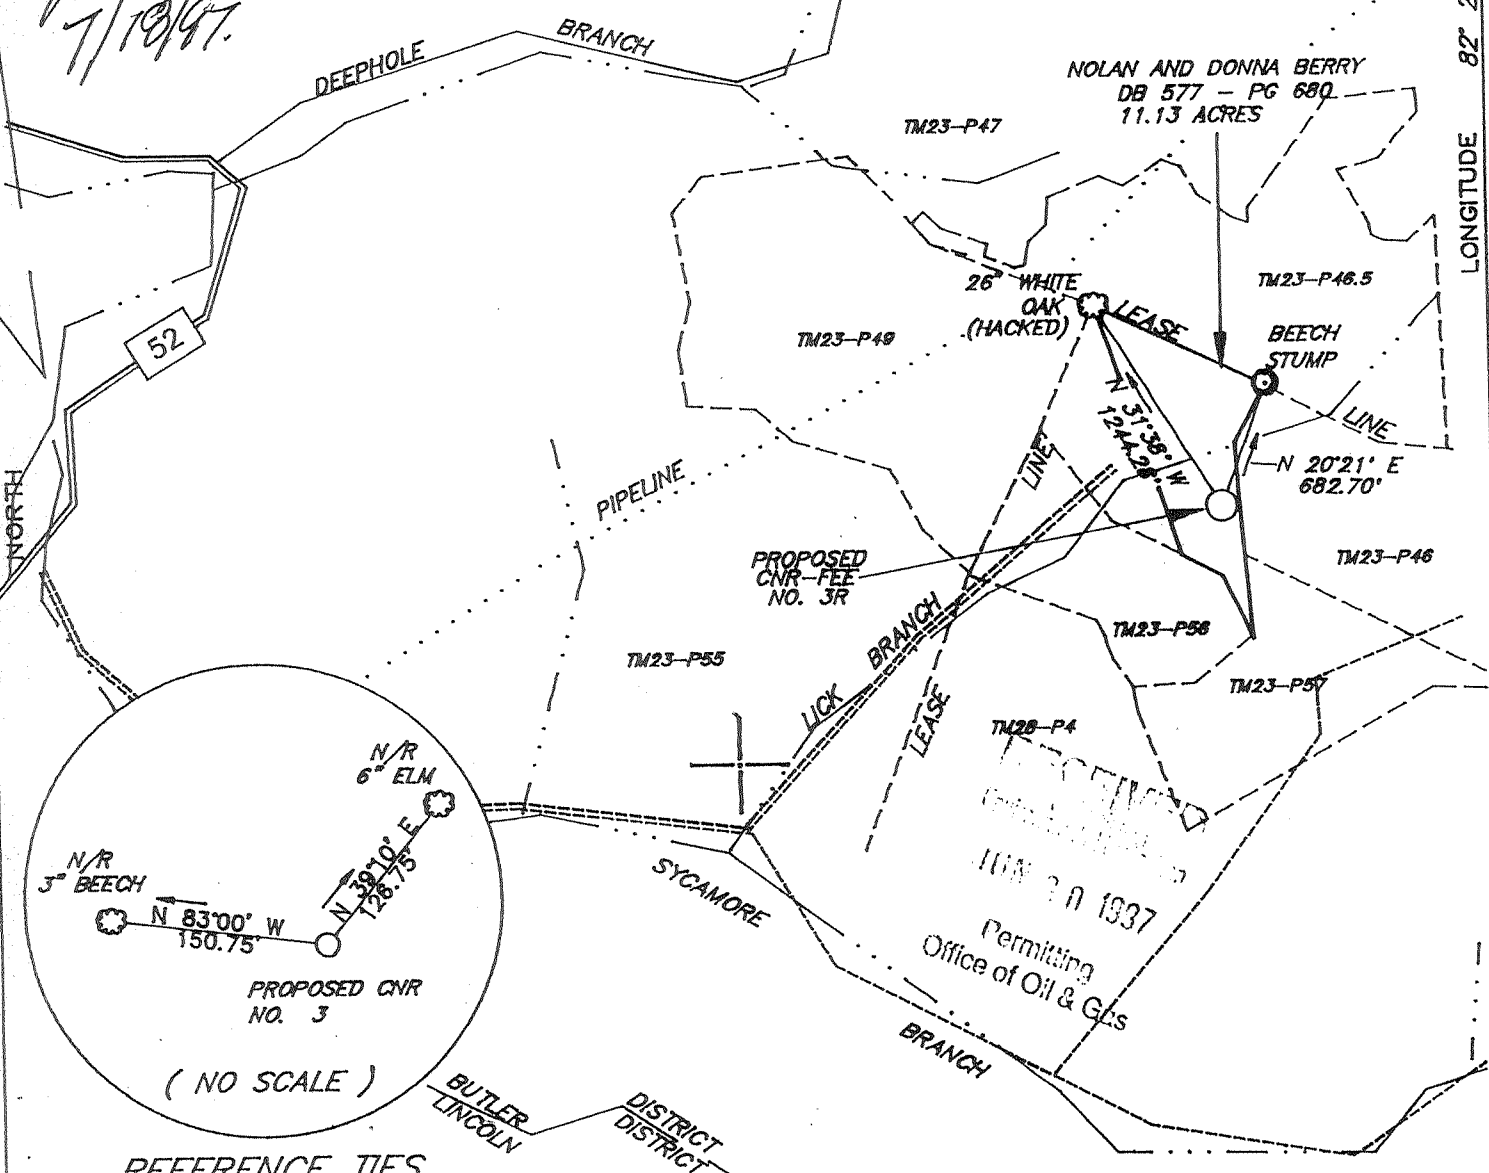 7/18/97.
DEEPHOLE BRANCH
LONGITUDE 82° 2
NOLAN AND DONNA BERRY
DB 577 - PG 680
11.13 ACRES
TM23-P47
26" WHITE
OAK
(HACKED)
LEASE
TM23-P46.5
BEECH
STUMP
TM23-P49
52
LINE
N 31°38' W
1244.26'
LINE
N 20°21' E
682.70'
NORTH
PIPELINE
PROPOSED
CNR-FEE
NO. 3R
TM23-P46
TM23-P56
LICK BRANCH
TM23-P55
TM23-P57
LEASE
TM28-P4
N/R
6" ELM
N 39°10' E
126.75'
N/R
3" BEECH
N 83°00' W
150.75'
PROPOSED CNR
NO. 3
( NO SCALE )
REFERENCE TIES
SYCAMORE
BRANCH
Permitting
Office of Oil & Gas
BUTLER DISTRICT
LINCOLN DISTRICT